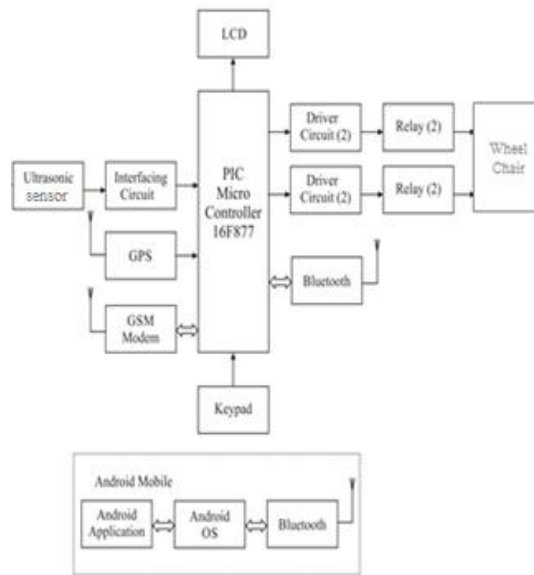 LCD
PIC
Micro
Controller
16F877
Driver
Circuit (2)
Relay (2)
Wheel
Chair
Ultrasonic
sensor
Interfacing
Circuit
Driver
Circuit (2)
Relay (2)
GPS
Bluetooth
GSM
Modem
Keypad
Android Mobile
Android
Application
Android
OS
Bluetooth